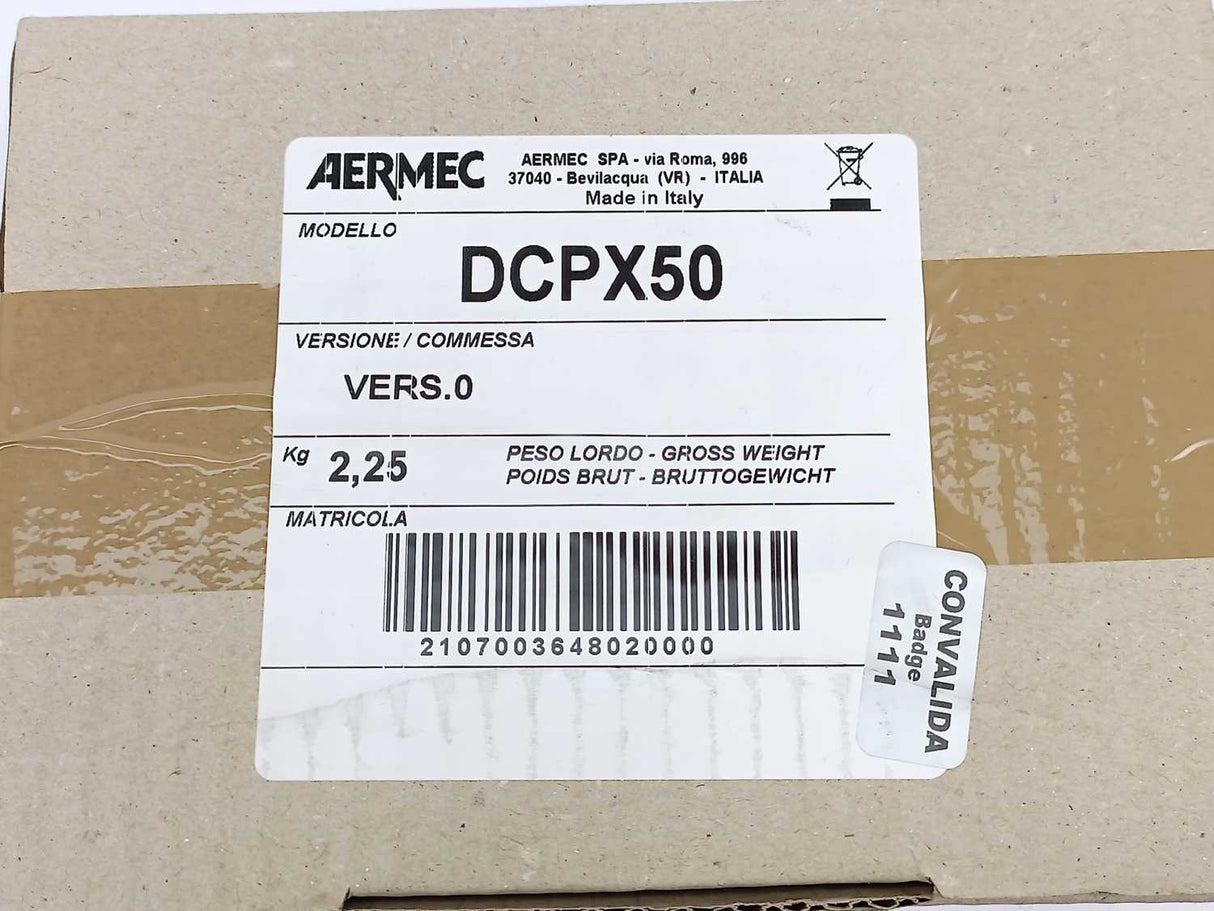 AERMEC
AERMEC SPA - via Roma, 996
37040 - Bevilacqua (VR) - ITALIA
Made in Italy
MODELLO
DCPX50
VERSIONE / COMMESSA
VERS.0
Kg 2,25
PESO LORDO - GROSS WEIGHT
POIDS BRUT - BRUTTOGEWICHT
MATRICOLA
2107003648020000
CONVALIDA
Badge
1111